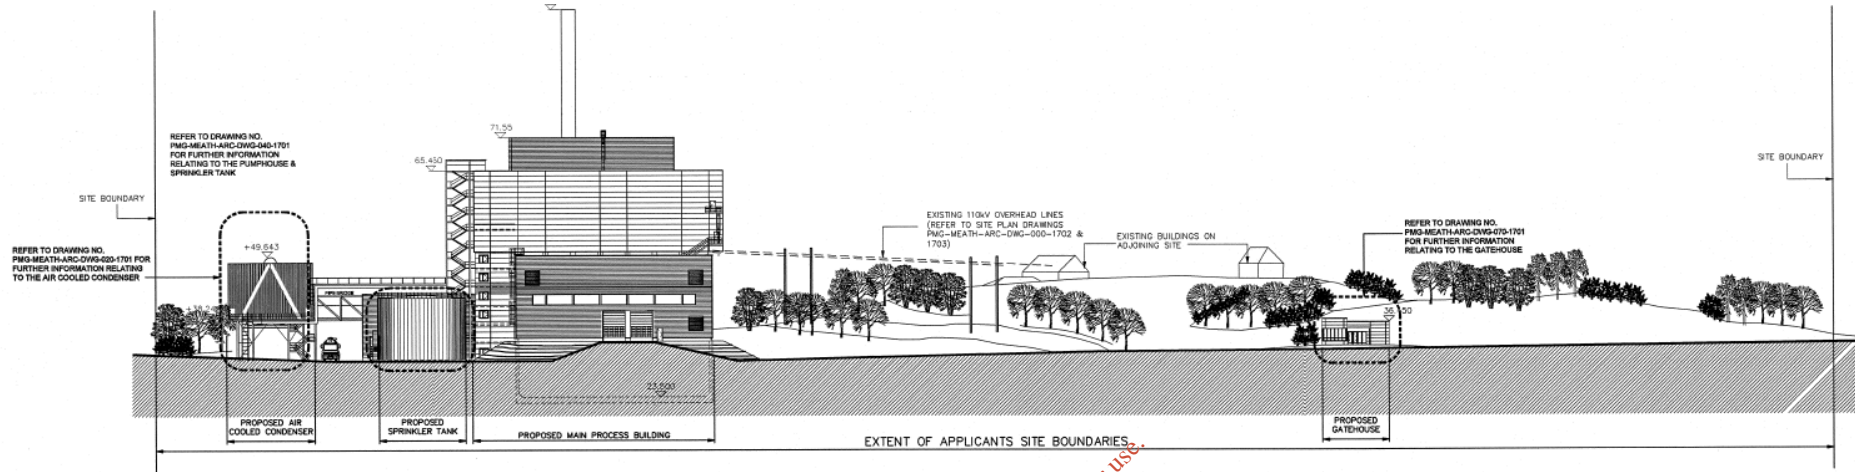 REFER TO DRAWING NO.
PMG-MEATH-ARC-DWG-040-1701
FOR FURTHER INFORMATION
RELATING TO THE PUMPHOUSE &
SPRINKLER TANK
SITE BOUNDARY
REFER TO DRAWING NO.
PMG-MEATH-ARC-DWG-020-1701 FOR
FURTHER INFORMATION RELATING
TO THE AIR COOLED CONDENSER
+49.643
71.55
65.450
PIPE BRIDGE
EXISTING 110kV OVERHEAD LINES
(REFER TO SITE PLAN DRAWINGS
PMG-MEATH-ARC-DWG-000-1702 &
1703)
EXISTING BUILDINGS ON
ADJOINING SITE
REFER TO DRAWING NO.
PMG-MEATH-ARC-DWG-070-1701
FOR FURTHER INFORMATION
RELATING TO THE GATEHOUSE
SITE BOUNDARY
23.500
PROPOSED AIR
COOLED CONDENSER
PROPOSED
SPRINKLER TANK
PROPOSED MAIN PROCESS BUILDING
PROPOSED
GATEHOUSE
EXTENT OF APPLICANTS SITE BOUNDARIES
use.